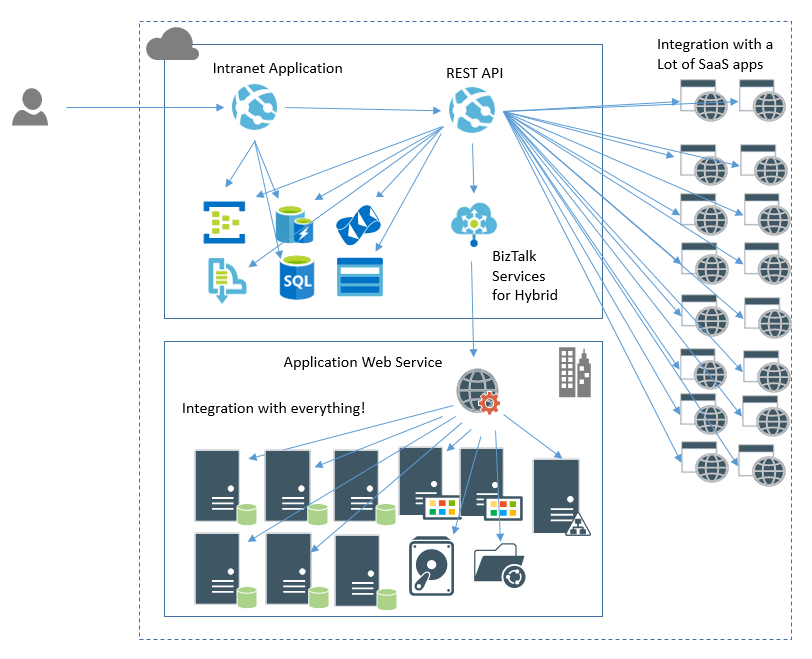 Integration with a
Lot of SaaS apps
Intranet Application
REST API
BizTalk
Services
for Hybrid
SQL
Application Web Service
Integration with everything!